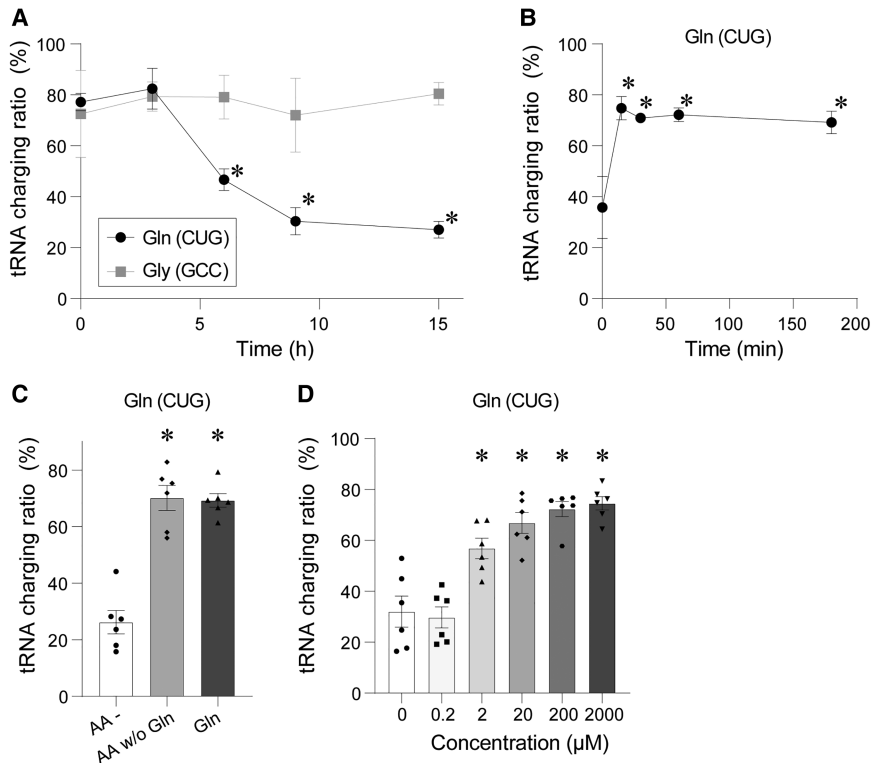 A
tRNA charging ratio (%)
100
80
60
40
20
0
Gln (CUG)
Gly (GCC)
*
*
*
0
5
10
15
Time (h)
B
Gln (CUG)
tRNA charging ratio (%)
100
80
60
40
20
0
*
*
*
*
0
50
100
150
200
Time (min)
C
Gln (CUG)
tRNA charging ratio (%)
80
60
40
20
0
*
*
AA -
AA w/o Gln
Gln
D
Gln (CUG)
tRNA charging ratio (%)
100
80
60
40
20
0
*
*
*
*
0
0.2
2
20
200
2000
Concentration (µM)